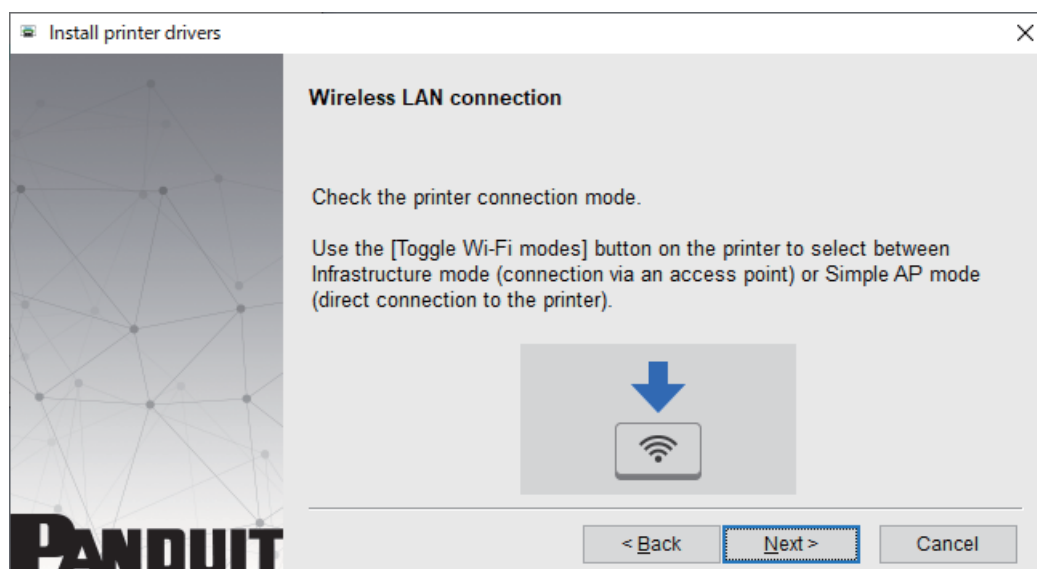 Install printer drivers
Wireless LAN connection
Check the printer connection mode.
Use the [Toggle Wi-Fi modes] button on the printer to select between
Infrastructure mode (connection via an access point) or Simple AP mode
(direct connection to the printer).
PANDUIT
< Back
Next >
Cancel